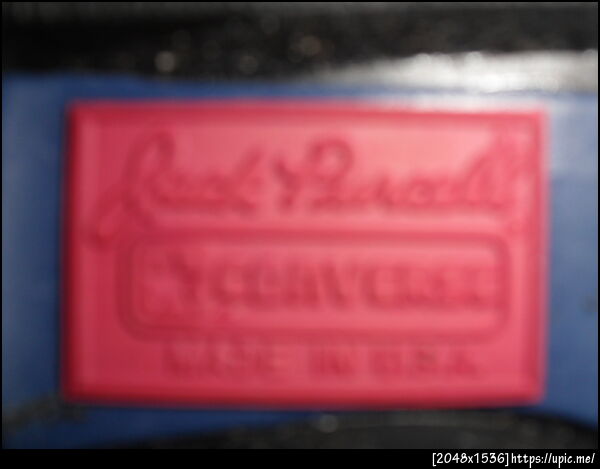 Jack Purcell
CONVERSE
MADE IN U.S.A.
[2048x1536]https://upic.me/